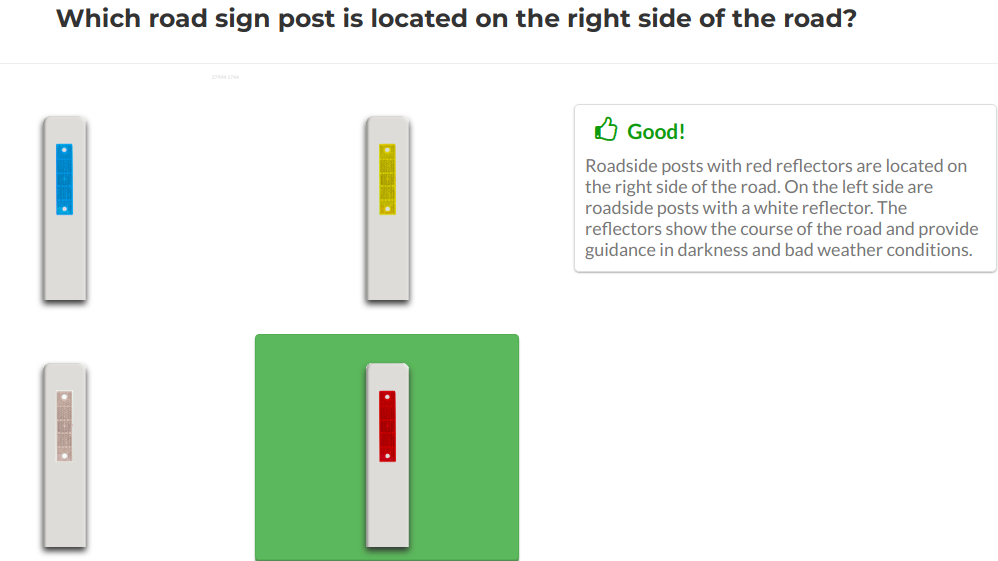 Which road sign post is located on the right side of the road?
Good!
Roadside posts with red reflectors are located on
the right side of the road. On the left side are
roadside posts with a white reflector. The
reflectors show the course of the road and provide
guidance in darkness and bad weather conditions.